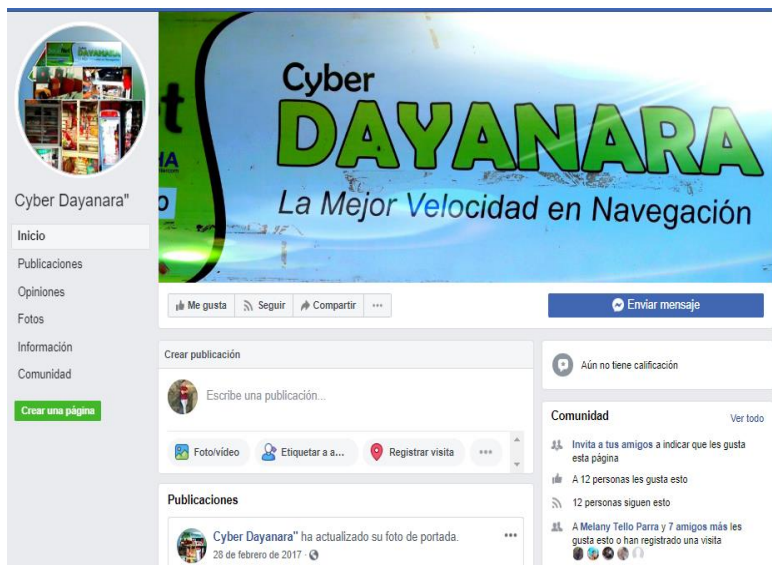 Cyber
DAYANARA
La Mejor Velocidad en Navegación
Cyber Dayanara"
Inicio
Publicaciones
Opiniones
Fotos
Información
Comunidad
Crear una página
Me gusta
Seguir
Compartir
Enviar mensaje
Crear publicación
Escribe una publicación...
Foto/vídeo
Etiquetar a a...
Registrar visita
Publicaciones
Cyber Dayanara" ha actualizado su foto de portada.
28 de febrero de 2017
Aún no tiene calificación
Comunidad
Ver todo
Invita a tus amigos a indicar que les gusta
esta página
A 12 personas les gusta esto
12 personas siguen esto
A Melany Tello Parra y 7 amigos más les
gusta esto o han registrado una visita